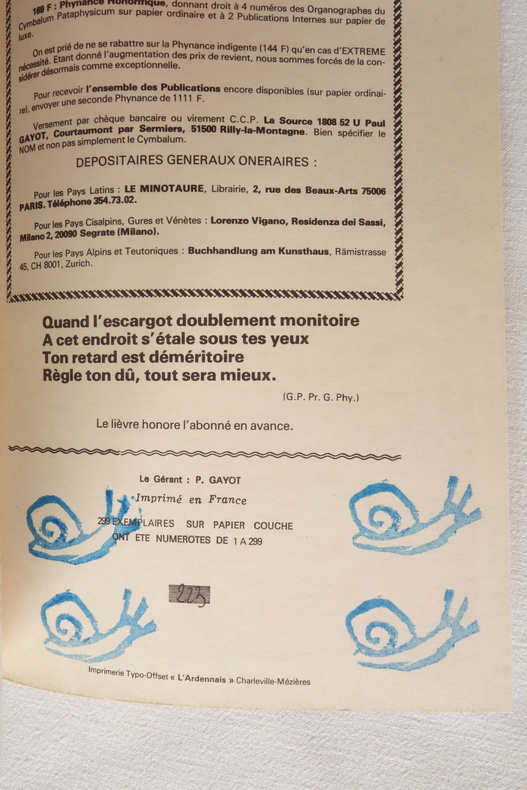 189 F : Phynance Honorifique, donnant droit à 4 numéros des Organographes du
Cymbalum Pataphysicum sur papier ordinaire et à 2 Publications Internes sur papier de
luxe.
On est prié de ne se rabattre sur la Phynance indigente (144 F) qu'en cas d'EXTREME
nécessité. Etant donné l'augmentation des prix de revient, nous sommes forcés de la con-
sidérer désormais comme exceptionnelle.
Pour recevoir l'ensemble des Publications encore disponibles (sur papier ordinai-
re), envoyer une seconde Phynance de 1111 F.
Versement par chèque bancaire ou virement C.C.P. La Source 1808 52 U Paul
GAYOT, Courtaumont par Sermiers, 51500 Rilly-la-Montagne. Bien spécifier le
NOM et non pas simplement le Cymbalum.
DEPOSITAIRES GENERAUX ONERAIRES :
Pour les Pays Latins : LE MINOTAURE, Librairie, 2, rue des Beaux-Arts 75006
PARIS. Téléphone 354.73.02.
Pour les Pays Cisalpins, Gures et Vénètes : Lorenzo Vigano, Residenza dei Sassi,
Milano 2, 20090 Segrate (Milano).
Pour les Pays Alpins et Teutoniques : Buchhandlung am Kunsthaus, Rämistrasse
45, CH 8001, Zurich.
Quand l'escargot doublement monitoire
A cet endroit s'étale sous tes yeux
Ton retard est déméritoire
Règle ton dû, tout sera mieux.
(G.P. Pr. G. Phy.)
Le lièvre honore l'abonné en avance.
Le Gérant : P. GAYOT
Imprimé en France
299 EXEMPLAIRES SUR PAPIER COUCHE
ONT ETE NUMEROTES DE 1 A 299
223
Imprimerie Typo-Offset « L'Ardennais » Charleville-Mézières